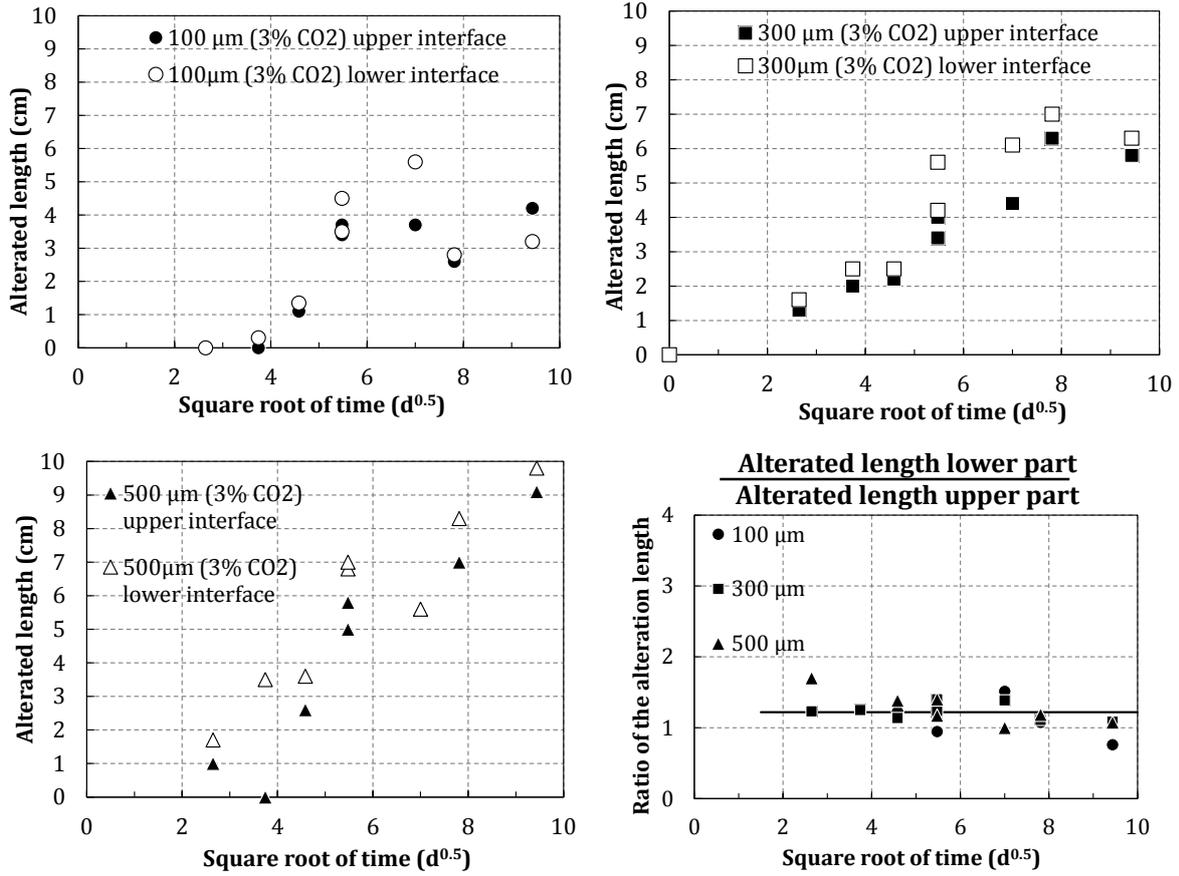 10
9
8
7
6
5
4
3
2
1
0
Alterated length (cm)
100 μm (3% CO2) upper interface
100μm (3% CO2) lower interface
0 2 4 6 8 10
Square root of time (d0.5)
10
9
8
7
6
5
4
3
2
1
0
Alterated length (cm)
300 μm (3% CO2) upper interface
300μm (3% CO2) lower interface
0 2 4 6 8 10
Square root of time (d0.5)
10
9
8
7
6
5
4
3
2
1
0
Alterated length (cm)
500 μm (3% CO2)
upper interface
500μm (3% CO2)
lower interface
0 2 4 6 8 10
Square root of time (d0.5)
Alterated length lower part
Alterated length upper part
4
3
2
1
0
Ratio of the alteration length
100 μm
300 μm
500 μm
0 2 4 6 8 10
Square root of time (d0.5)